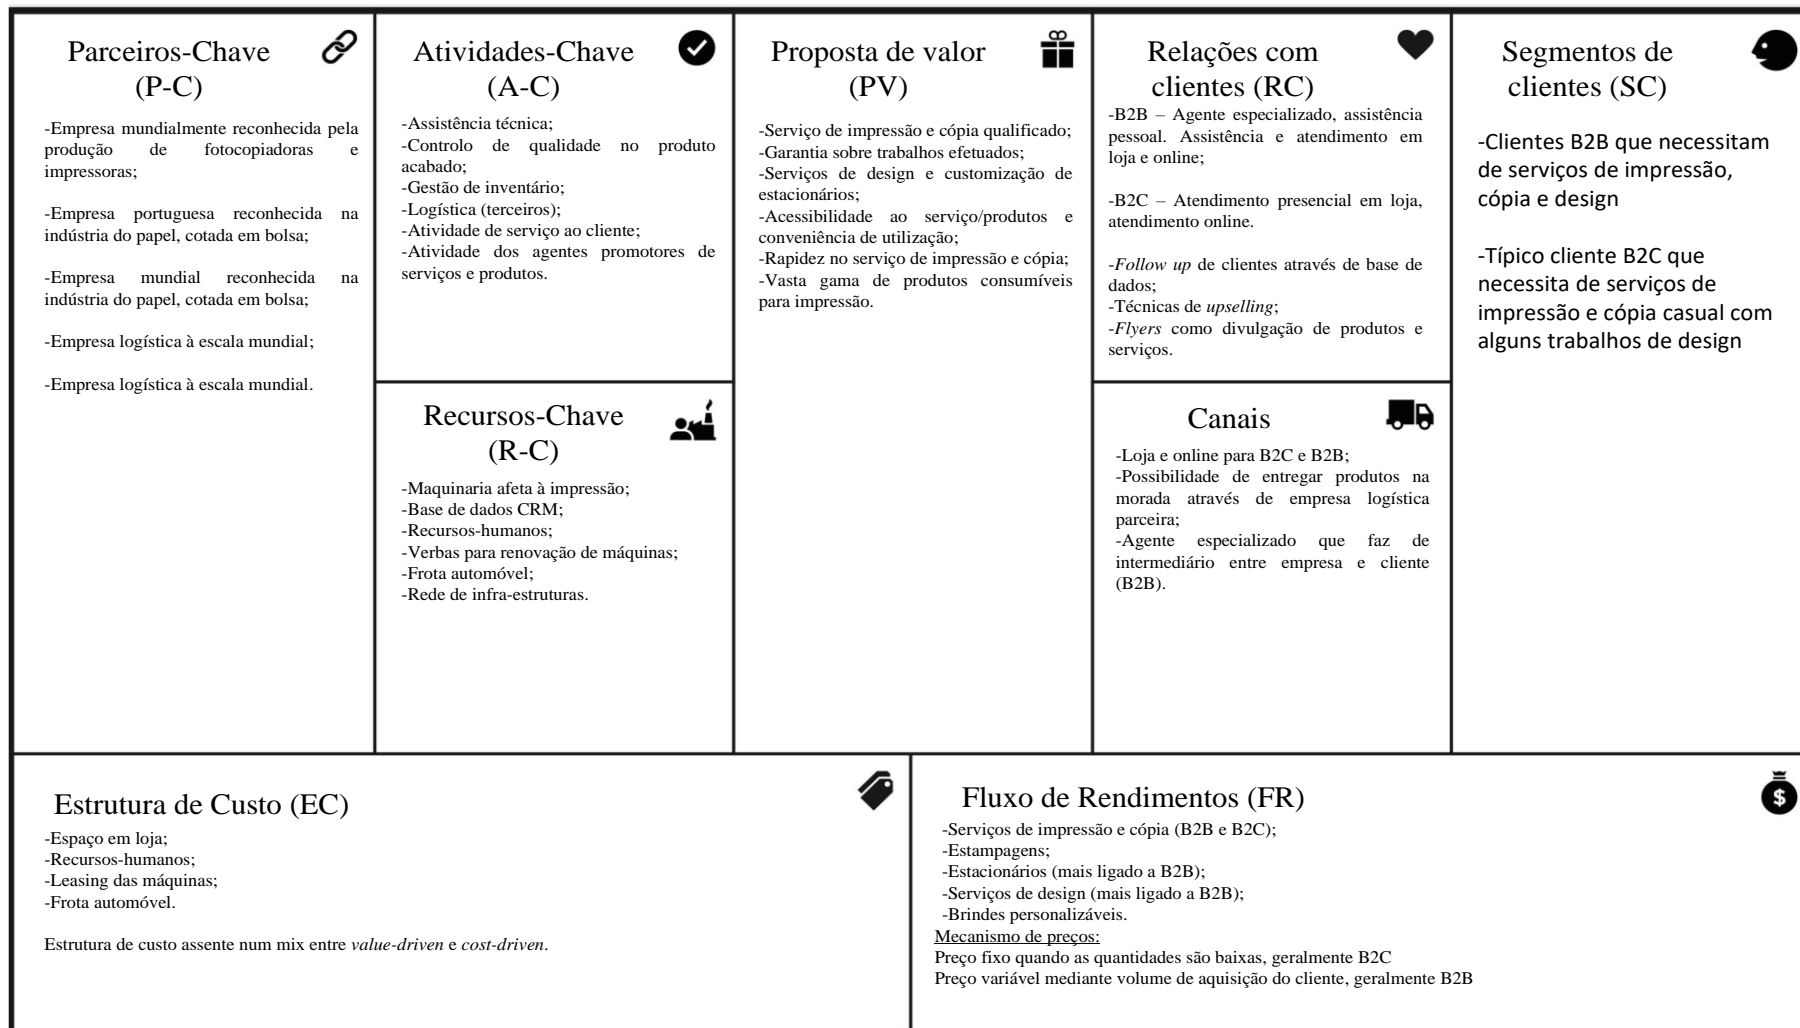 Parceiros-Chave
(P-C)
-Empresa mundialmente reconhecida pela
produção de fotocopiadoras e
impressoras;
-Empresa portuguesa reconhecida na
indústria do papel, cotada em bolsa;
-Empresa mundial reconhecida na
indústria do papel, cotada em bolsa;
-Empresa logística à escala mundial;
-Empresa logística à escala mundial.
Atividades-Chave
(A-C)
-Assistência técnica;
-Controlo de qualidade no produto
acabado;
-Gestão de inventário;
-Logística (terceiros);
-Atividade de serviço ao cliente;
-Atividade dos agentes promotores de
serviços e produtos.
Recursos-Chave
(R-C)
-Maquinaria afeta à impressão;
-Base de dados CRM;
-Recursos-humanos;
-Verbas para renovação de máquinas;
-Frota automóvel;
-Rede de infra-estruturas.
Proposta de valor
(PV)
-Serviço de impressão e cópia qualificado;
-Garantia sobre trabalhos efetuados;
-Serviços de design e customização de
estacionários;
-Acessibilidade ao serviço/produtos e
conveniência de utilização;
-Rapidez no serviço de impressão e cópia;
-Vasta gama de produtos consumíveis
para impressão.
Relações com
clientes (RC)
-B2B – Agente especializado, assistência
pessoal. Assistência e atendimento em
loja e online;
-B2C – Atendimento presencial em loja,
atendimento online.
-Follow up de clientes através de base de
dados;
-Técnicas de upselling;
-Flyers como divulgação de produtos e
serviços.
Canais
-Loja e online para B2C e B2B;
-Possibilidade de entregar produtos na
morada através de empresa logística
parceira;
-Agente especializado que faz de
intermediário entre empresa e cliente
(B2B).
Segmentos de
clientes (SC)
-Clientes B2B que necessitam
de serviços de impressão,
cópia e design
-Típico cliente B2C que
necessita de serviços de
impressão e cópia casual com
alguns trabalhos de design
Estrutura de Custo (EC)
-Espaço em loja;
-Recursos-humanos;
-Leasing das máquinas;
-Frota automóvel.
Estrutura de custo assente num mix entre value-driven e cost-driven.
Fluxo de Rendimentos (FR)
-Serviços de impressão e cópia (B2B e B2C);
-Estampagens;
-Estacionários (mais ligado a B2B);
-Serviços de design (mais ligado a B2B);
-Brindes personalizáveis.
Mecanismo de preços:
Preço fixo quando as quantidades são baixas, geralmente B2C
Preço variável mediante volume de aquisição do cliente, geralmente B2B
$